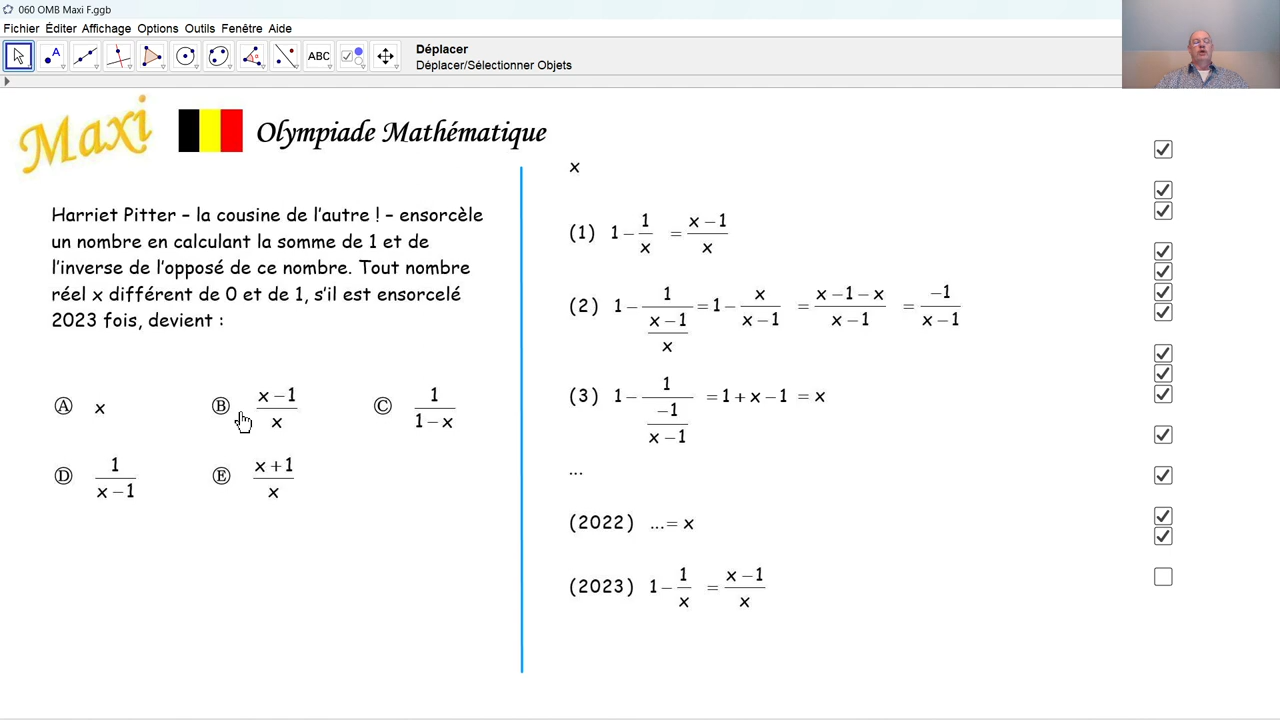 060 OMB Maxi F.ggb
Fichier Éditer Affichage Options Outils Fenêtre Aide
A
ABC
Déplacer
Déplacer/Sélectionner Objets
Maxi
Olympiade Mathématique
Harriet Pitter – la cousine de l'autre ! – ensorcèle
un nombre en calculant la somme de 1 et de
l'inverse de l'opposé de ce nombre. Tout nombre
réel x différent de 0 et de 1, s'il est ensorcelé
2023 fois, devient :
Ⓐ x Ⓑ (x − 1)/x Ⓒ 1/(1 − x)
Ⓓ 1/(x − 1) Ⓔ (x + 1)/x
x
(1) 1 − 1/x = (x − 1)/x
(2) 1 − 1/((x − 1)/x) = 1 − x/(x − 1) = (x − 1 − x)/(x − 1) = −1/(x − 1)
(3) 1 − 1/(−1/(x − 1)) = 1 + x − 1 = x
...
(2022) ... = x
(2023) 1 − 1/x = (x − 1)/x